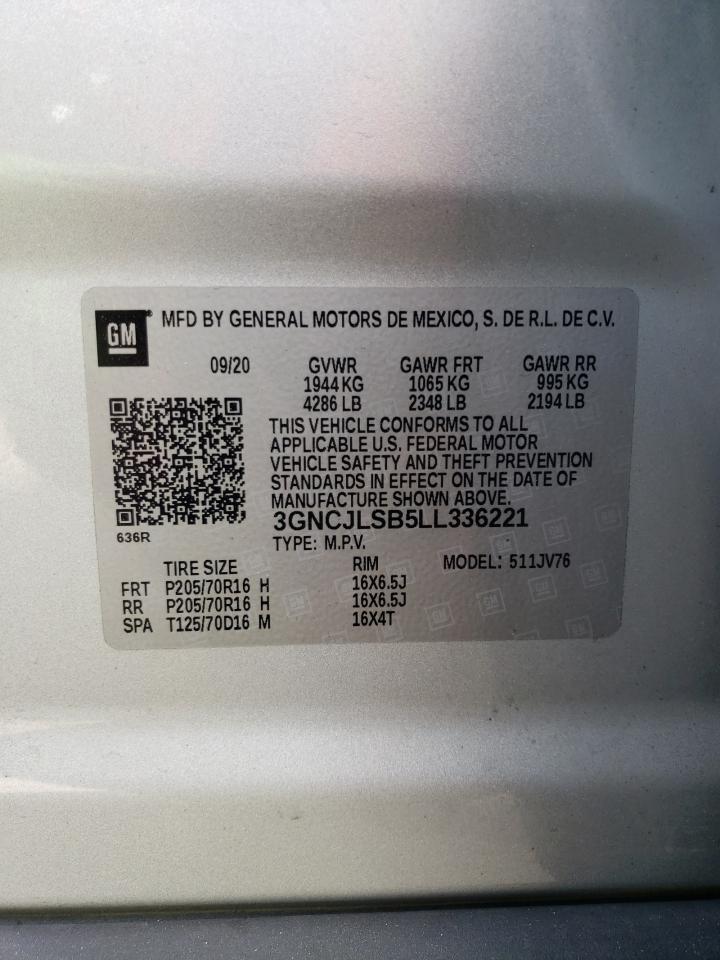 GM® MFD BY GENERAL MOTORS DE MEXICO, S. DE R.L. DE C.V.
09/20 GVWR GAWR FRT GAWR RR
1944 KG 1065 KG 995 KG
4286 LB 2348 LB 2194 LB
THIS VEHICLE CONFORMS TO ALL
APPLICABLE U.S. FEDERAL MOTOR
VEHICLE SAFETY AND THEFT PREVENTION
STANDARDS IN EFFECT ON THE DATE OF
MANUFACTURE SHOWN ABOVE.
3GNCJLSB5LL336221
636R
TYPE: M.P.V.
TIRE SIZE RIM MODEL: 511JV76
FRT P205/70R16 H 16X6.5J
RR P205/70R16 H 16X6.5J
SPA T125/70D16 M 16X4T